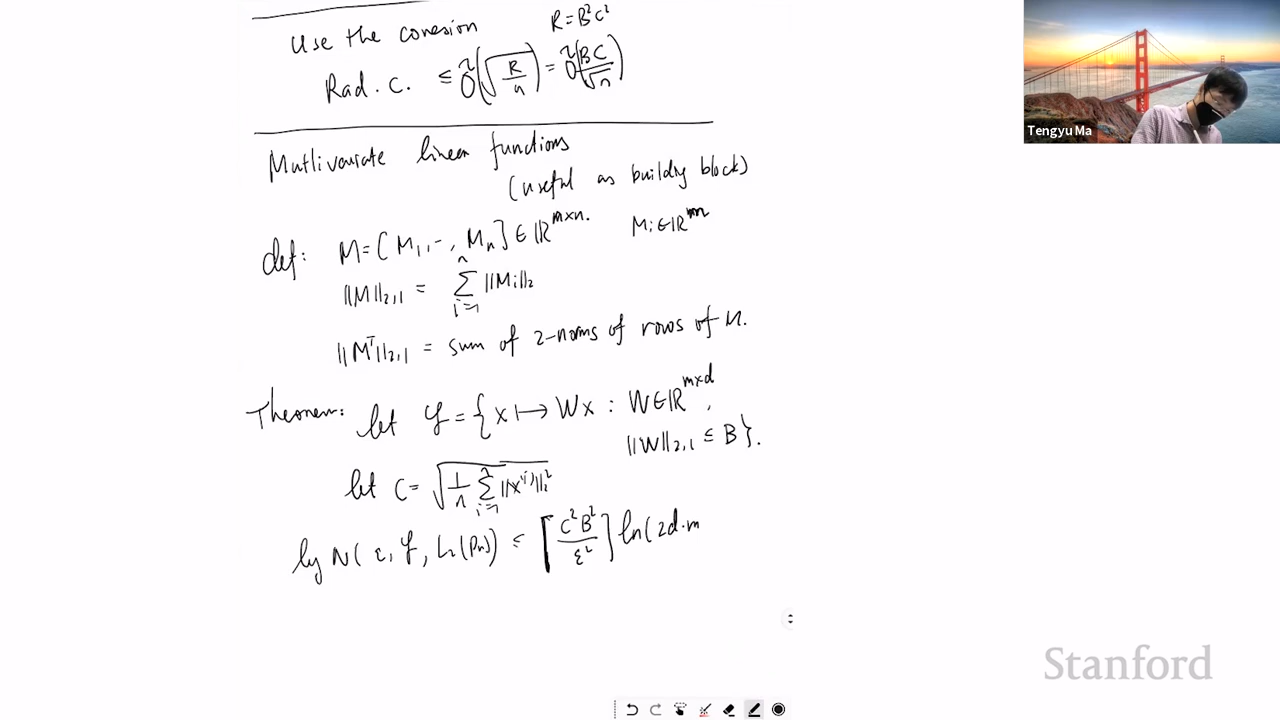 Use the conesion R = B²C²
Rad. C. ≤ Õ(√(R/n)) = Õ(BC/√n)
Mutlivariate linear functions
(useful as building block)
def: M = [M₁, ..., Mₙ] ∈ ℝ^{m×n}. Mᵢ ∈ ℝ^m
||M||₂,₁ = Σ_{i=1}^{n} ||Mᵢ||₂
||Mᵀ||₂,₁ = sum of 2-norms of rows of M.
Theorem: let F = {x ↦ Wx : W ∈ ℝ^{m×d},
||W||₂,₁ ≤ B}.
let C = √(1/n Σ_{i=1}^{n} ||x⁽ⁱ⁾||₂²)
log N(ε, F, L₂(Pₙ)) ≤ ⌈C²B²/ε²⌉ ln(2d·m
Tengyu Ma
Stanford